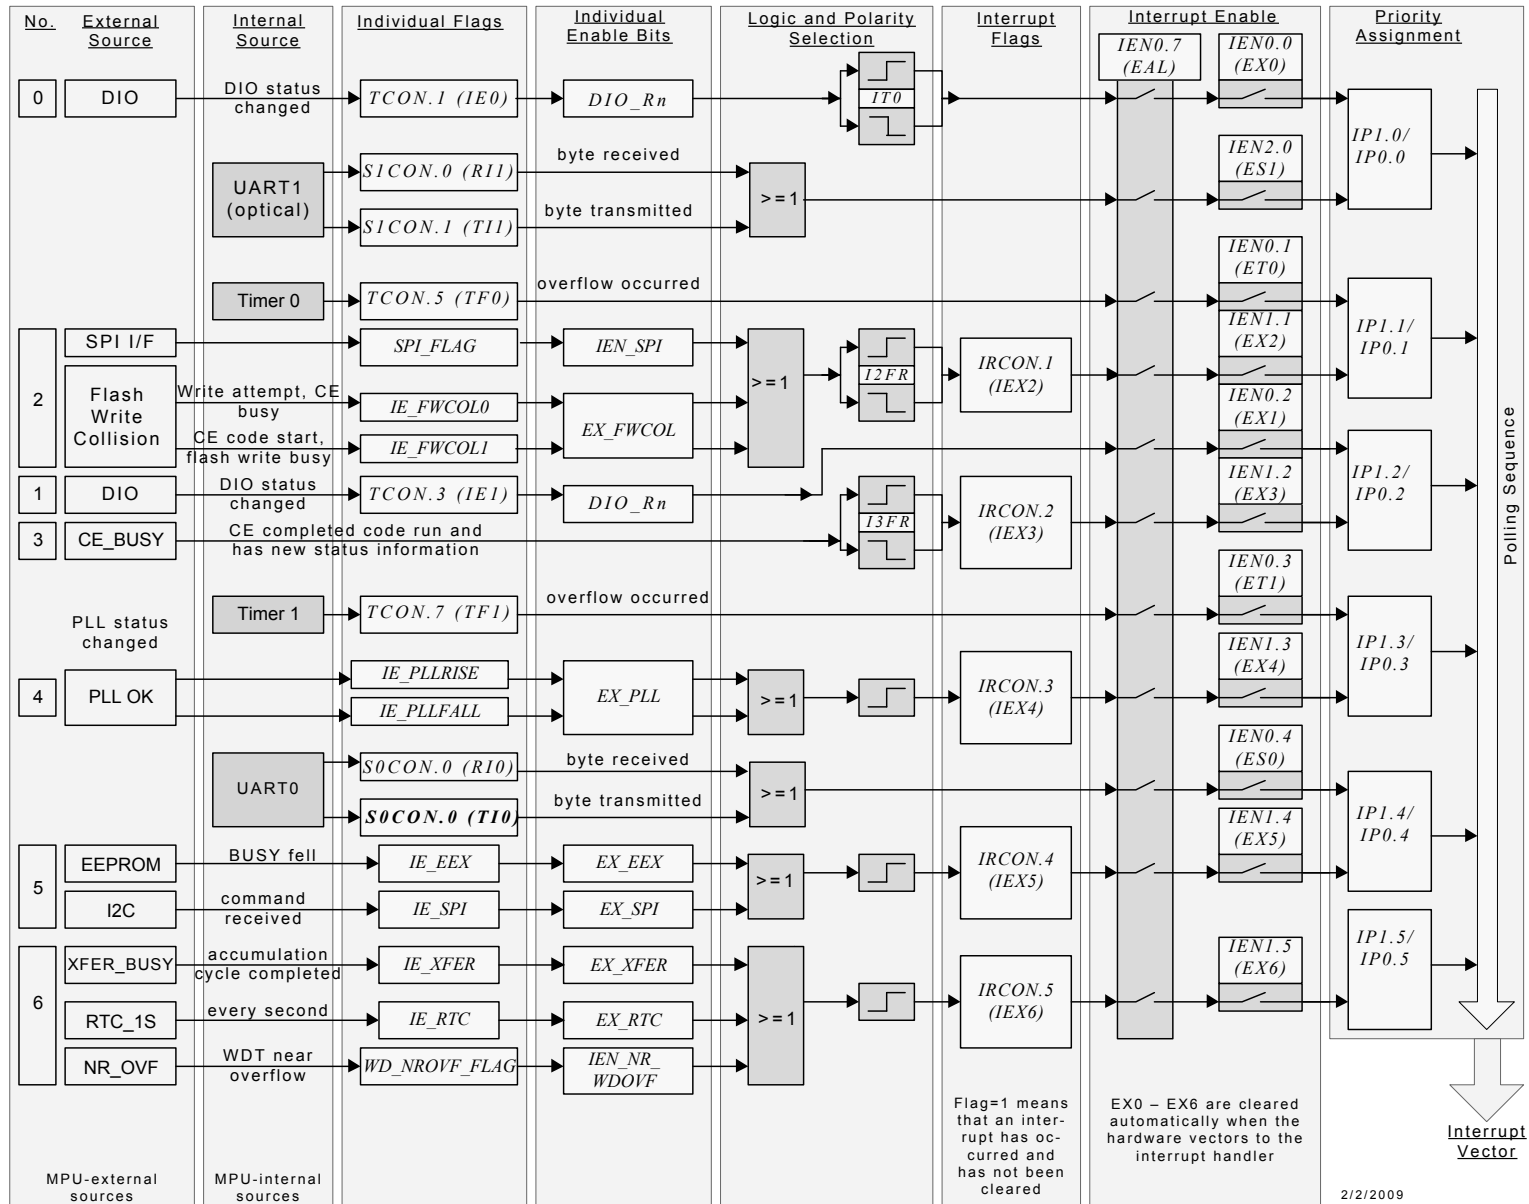 No.
External
Source
Internal
Source
Individual Flags
Individual
Enable Bits
Logic and Polarity
Selection
Interrupt
Flags
Interrupt Enable
Priority
Assignment
IEN0.7
(EAL)
IEN0.0
(EX0)
0
DIO
DIO status
changed
TCON.1 (IE0)
DIO_Rn
IT0
IP1.0/
IP0.0
UART1
(optical)
S1CON.0 (RI1)
byte received
S1CON.1 (TI1)
byte transmitted
>=1
IEN2.0
(ES1)
Timer 0
TCON.5 (TF0)
overflow occurred
IEN0.1
(ET0)
2
SPI I/F
SPI_FLAG
IEN_SPI
Flash
Write
Collision
Write attempt, CE
busy
IE_FWCOL0
CE code start,
flash write busy
IE_FWCOL1
EX_FWCOL
>=1
I2FR
IRCON.1
(IEX2)
IEN1.1
(EX2)
IP1.1/
IP0.1
1
DIO
DIO status
changed
TCON.3 (IE1)
DIO_Rn
IEN0.2
(EX1)
3
CE_BUSY
CE completed code run and
has new status information
I3FR
IRCON.2
(IEX3)
IEN1.2
(EX3)
IP1.2/
IP0.2
Polling Sequence
Timer 1
TCON.7 (TF1)
overflow occurred
IEN0.3
(ET1)
PLL status
changed
4
PLL OK
IE_PLLRISE
IE_PLLFALL
EX_PLL
>=1
IRCON.3
(IEX4)
IEN1.3
(EX4)
IP1.3/
IP0.3
UART0
S0CON.0 (RI0)
byte received
S0CON.0 (TI0)
byte transmitted
>=1
IEN0.4
(ES0)
5
EEPROM
BUSY fell
IE_EEX
EX_EEX
I2C
command
received
IE_SPI
EX_SPI
>=1
IRCON.4
(IEX5)
IEN1.4
(EX5)
IP1.4/
IP0.4
6
XFER_BUSY
accumulation
cycle completed
IE_XFER
EX_XFER
RTC_1S
every second
IE_RTC
EX_RTC
NR_OVF
WDT near
overflow
WD_NROVF_FLAG
IEN_NR_
WDOVF
>=1
IRCON.5
(IEX6)
IEN1.5
(EX6)
IP1.5/
IP0.5
Flag=1 means
that an inter-
rupt has oc-
curred and
has not been
cleared
EX0 – EX6 are cleared
automatically when the
hardware vectors to the
interrupt handler
Interrupt
Vector
MPU-external
sources
MPU-internal
sources
2/2/2009